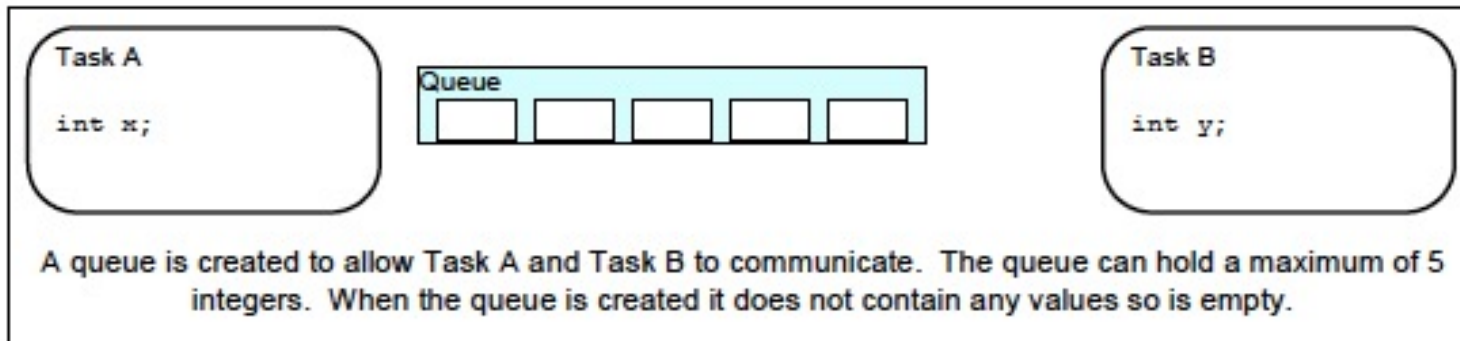 Task A
int x;
Queue
Task B
int y;
A queue is created to allow Task A and Task B to communicate. The queue can hold a maximum of 5
integers. When the queue is created it does not contain any values so is empty.